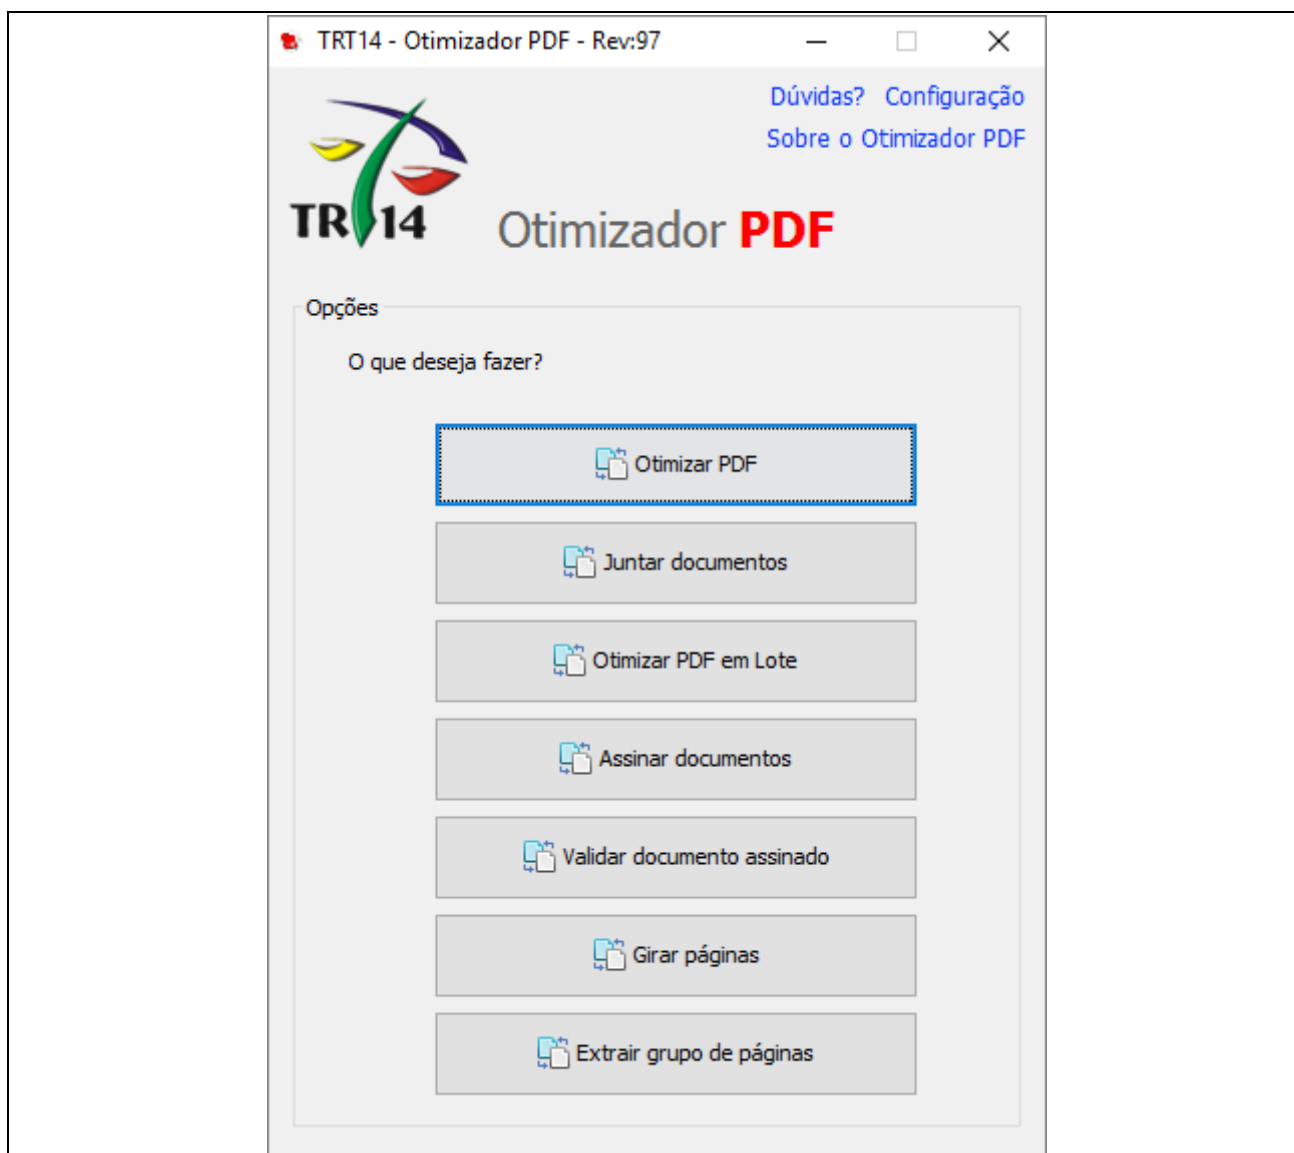 TRT14 - Otimizador PDF - Rev:97
Dúvidas? Configuração
Sobre o Otimizador PDF
TRT14
Otimizador PDF
Opções
O que deseja fazer?
Otimizar PDF
Juntar documentos
Otimizar PDF em Lote
Assinar documentos
Validar documento assinado
Girar páginas
Extrair grupo de páginas